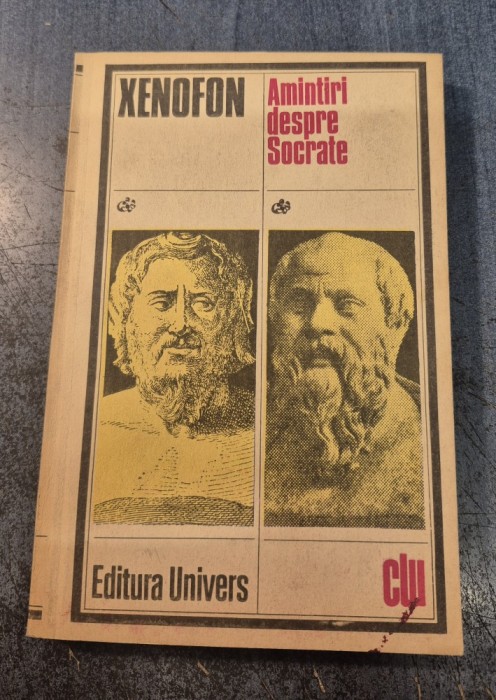 XENOFON
Amintiri
despre
Socrate
Editura Univers
clu